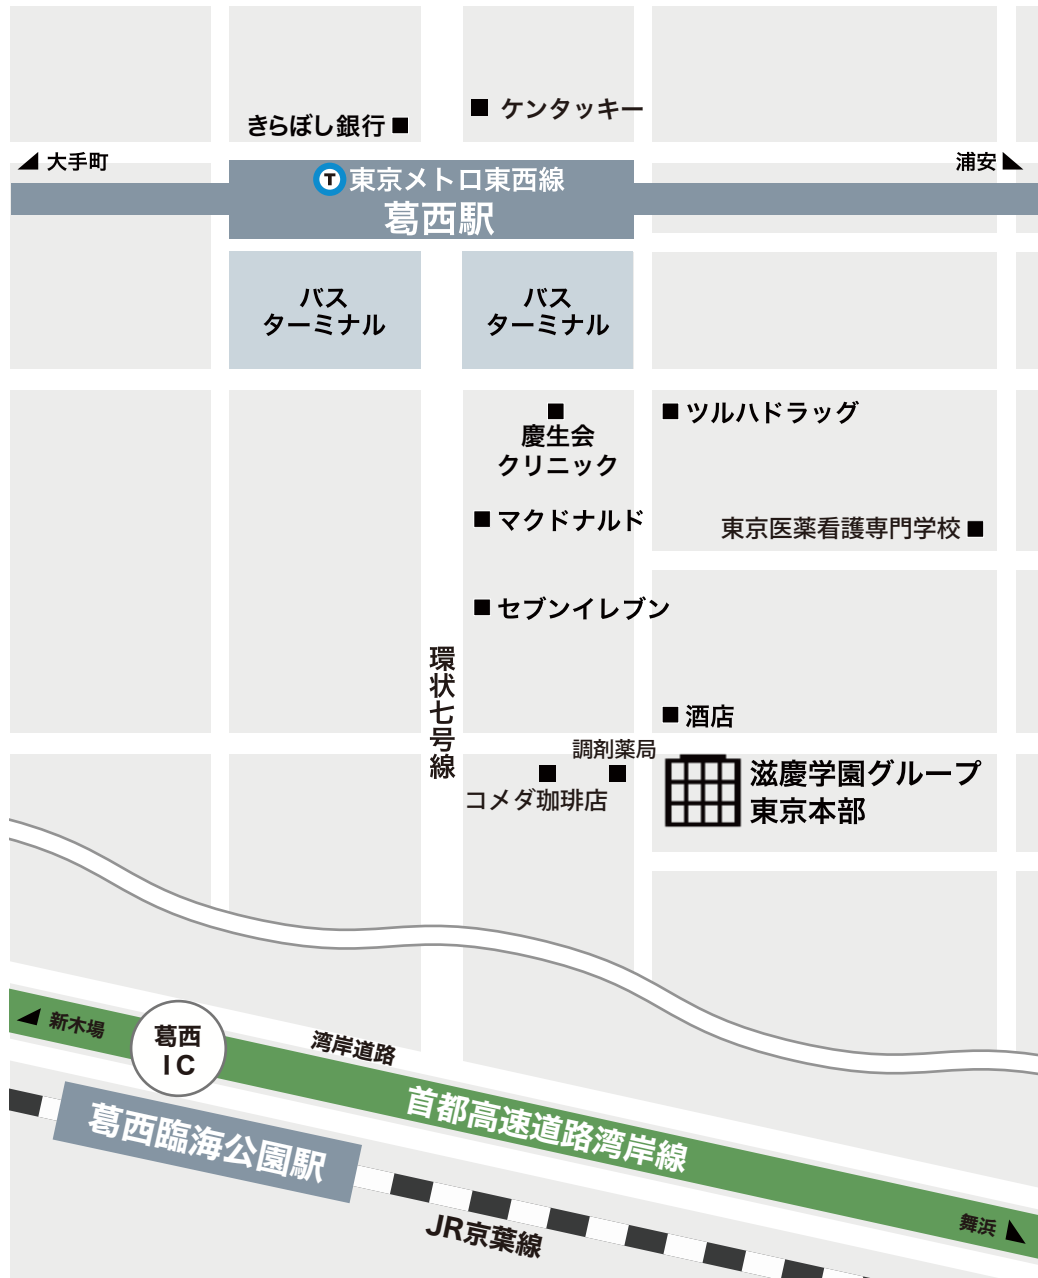 ケンタッキー
きらぼし銀行
大手町
浦安
T 東京メトロ東西線
葛西駅
バス
ターミナル
バス
ターミナル
ツルハドラッグ
慶生会
クリニック
マクドナルド
東京医薬看護専門学校
セブンイレブン
環状七号線
酒店
調剤薬局
コメダ珈琲店
滋慶学園グループ
東京本部
新木場
葛西
IC
湾岸道路
首都高速道路湾岸線
葛西臨海公園駅
舞浜
JR京葉線